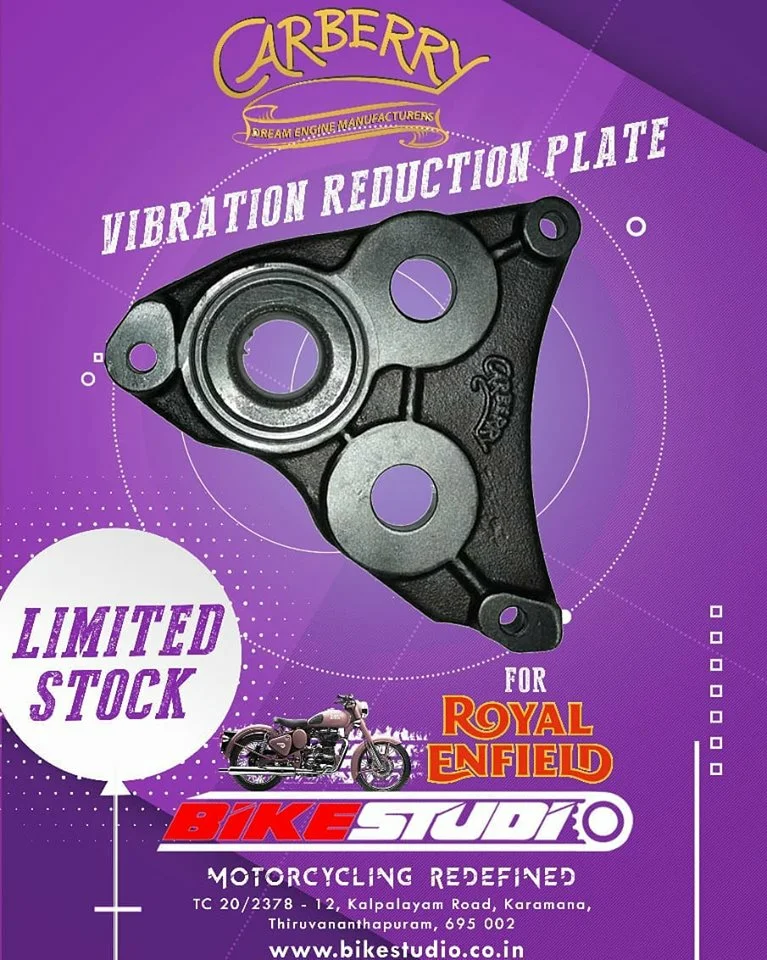 CARBERRY
DREAM ENGINE MANUFACTURERS
VIBRATION REDUCTION PLATE
CARBERRY
LIMITED
STOCK
FOR
ROYAL
ENFIELD
BIKESTUDIO
MOTORCYCLING REDEFINED
TC 20/2378 - 12, Kalpalayam Road, Karamana,
Thiruvananthapuram, 695 002
www.bikestudio.co.in